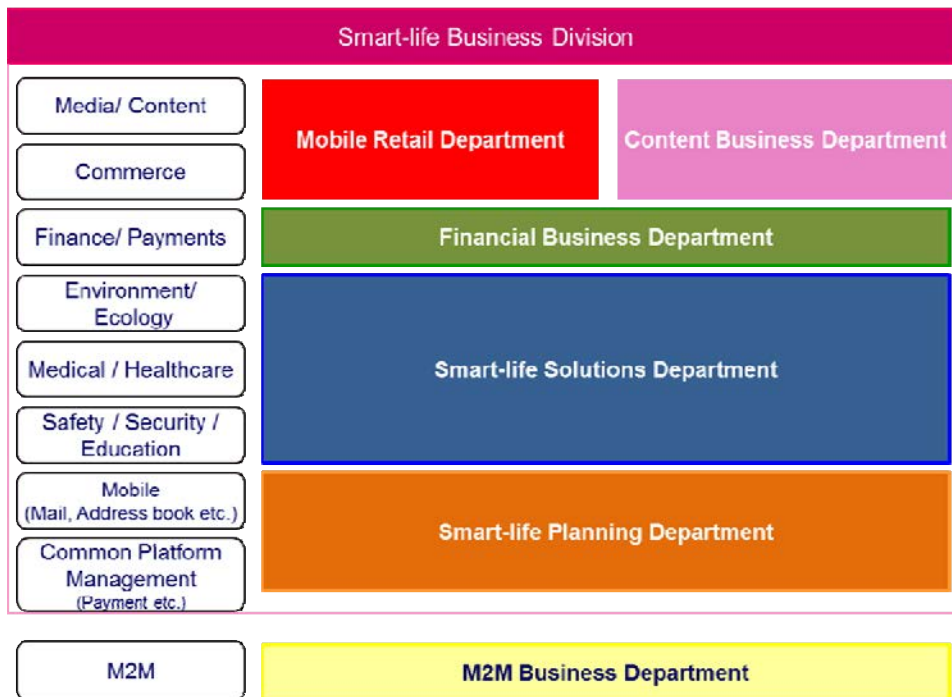 Smart-life Business Division
Media/ Content
Mobile Retail Department
Content Business Department
Commerce
Finance/ Payments
Financial Business Department
Environment/
Ecology
Medical / Healthcare
Smart-life Solutions Department
Safety / Security /
Education
Mobile
(Mail, Address book etc.)
Smart-life Planning Department
Common Platform
Management
(Payment etc.)
M2M
M2M Business Department